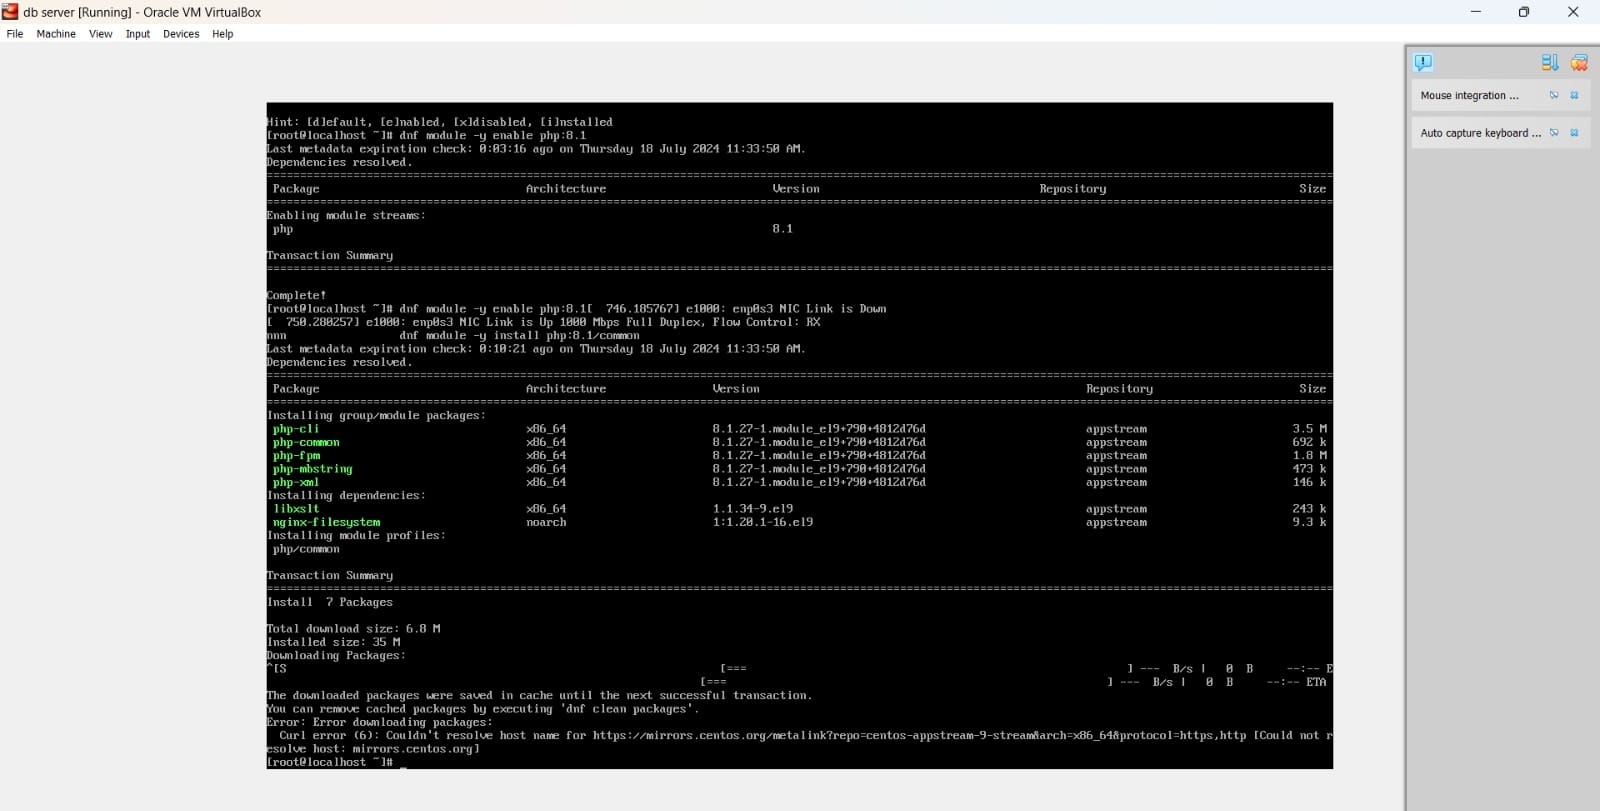 db server [Running] - Oracle VM VirtualBox
File Machine View Input Devices Help
Mouse integration ...
Auto capture keyboard ...
Hint: [d]efault, [e]nabled, [x]disabled, [i]nstalled
[root@localhost ~]# dnf module -y enable php:8.1
Last metadata expiration check: 0:03:16 ago on Thursday 18 July 2024 11:33:50 AM.
Dependencies resolved.
================================================================================
Package Architecture Version Repository Size
================================================================================
Enabling module streams:
php 8.1
Transaction Summary
================================================================================
Complete!
[root@localhost ~]# dnf module -y enable php:8.1[  746.185767] e1000: enp0s3 NIC Link is Down
[  750.280257] e1000: enp0s3 NIC Link is Up 1000 Mbps Full Duplex, Flow Control: RX
nnn dnf module -y install php:8.1/common
Last metadata expiration check: 0:10:21 ago on Thursday 18 July 2024 11:33:50 AM.
Dependencies resolved.
================================================================================
Package Architecture Version Repository Size
================================================================================
Installing group/module packages:
php-cli x86_64 8.1.27-1.module_el9+790+4812d76d appstream 3.5 M
php-common x86_64 8.1.27-1.module_el9+790+4812d76d appstream 692 k
php-fpm x86_64 8.1.27-1.module_el9+790+4812d76d appstream 1.8 M
php-mbstring x86_64 8.1.27-1.module_el9+790+4812d76d appstream 473 k
php-xml x86_64 8.1.27-1.module_el9+790+4812d76d appstream 146 k
Installing dependencies:
libxslt x86_64 1.1.34-9.el9 appstream 243 k
nginx-filesystem noarch 1:1.20.1-16.el9 appstream 9.3 k
Installing module profiles:
php/common
Transaction Summary
================================================================================
Install  7 Packages
Total download size: 6.8 M
Installed size: 35 M
Downloading Packages:
^[S [=== ] --- B/s | 0 B --:-- E
[=== ] --- B/s | 0 B --:-- ETA
The downloaded packages were saved in cache until the next successful transaction.
You can remove cached packages by executing 'dnf clean packages'.
Error: Error downloading packages:
Curl error (6): Couldn't resolve host name for https://mirrors.centos.org/metalink?repo=centos-appstream-9-stream&arch=x86_64&protocol=https,http [Could not r
esolve host: mirrors.centos.org]
[root@localhost ~]# _